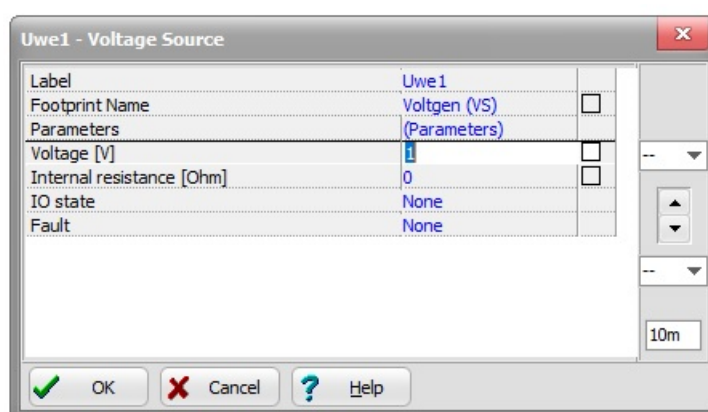 Uwe1 - Voltage Source
Label Uwe1
Footprint Name Voltgen (VS)
Parameters (Parameters)
Voltage [V] 1
Internal resistance [Ohm] 0
IO state None
Fault None
--
--
10m
OK Cancel ? Help